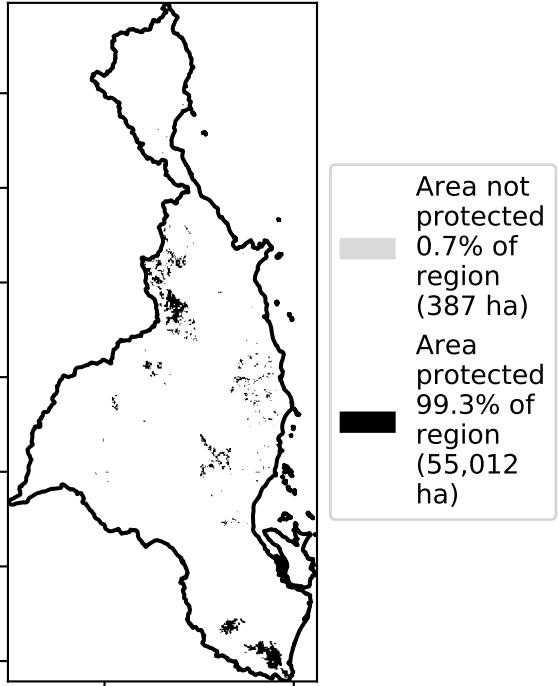 Area not
protected
0.7% of
region
(387 ha)
Area
protected
99.3% of
region
(55,012
ha)